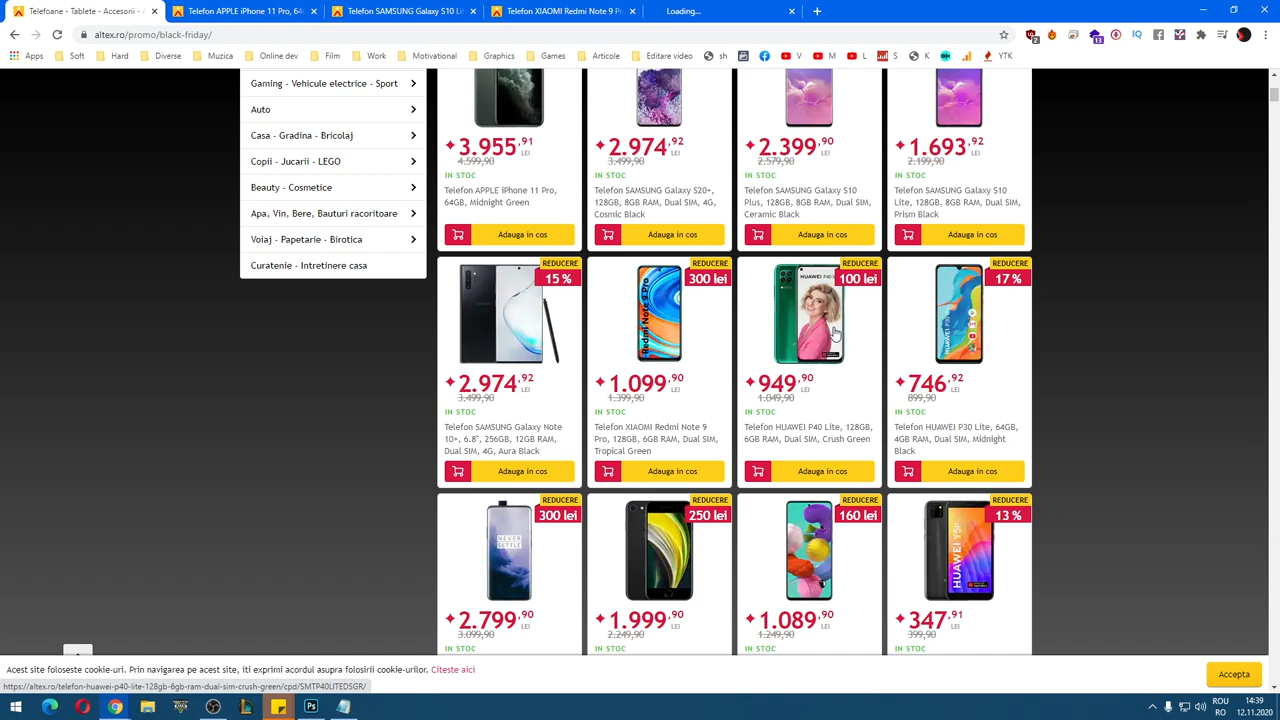 Telefoane - Tablete - Accesorii - A
Telefon APPLE iPhone 11 Pro, 64G
Telefon SAMSUNG Galaxy S10 Lit
Telefon XIAOMI Redmi Note 9 Pr
Loading...
altex.ro/promo/black-friday/
Apps
Soft
Hard
Diverse
Muzica
Online dev
Film
Work
Motivational
Graphics
Games
Articole
Editare video
sh
V
M
L
S
K
YTK
Gaming - Vehicule electrice - Sport
Auto
Casa - Gradina - Bricolaj
Copii - Jucarii - LEGO
Beauty - Cosmetice
Apa, Vin, Bere, Bauturi racoritoare
Voiaj - Papetarie - Birotica
Curatenie - Intretinere casa
3.955,91 LEI
4.599,90
IN STOC
Telefon APPLE iPhone 11 Pro,
64GB, Midnight Green
Adauga in cos
2.974,92 LEI
3.499,90
IN STOC
Telefon SAMSUNG Galaxy S20+,
128GB, 8GB RAM, Dual SIM, 4G,
Cosmic Black
Adauga in cos
2.399,90 LEI
2.579,90
IN STOC
Telefon SAMSUNG Galaxy S10
Plus, 128GB, 8GB RAM, Dual SIM,
Ceramic Black
Adauga in cos
1.693,92 LEI
2.199,90
IN STOC
Telefon SAMSUNG Galaxy S10
Lite, 128GB, 8GB RAM, Dual SIM,
Prism Black
Adauga in cos
REDUCERE
15 %
2.974,92 LEI
3.499,90
IN STOC
Telefon SAMSUNG Galaxy Note
10+, 6.8", 256GB, 12GB RAM,
Dual SIM, 4G, Aura Black
Adauga in cos
REDUCERE
300 lei
Redmi Note 9 Pro
1.099,90 LEI
1.399,90
IN STOC
Telefon XIAOMI Redmi Note 9
Pro, 128GB, 6GB RAM, Dual SIM,
Tropical Green
Adauga in cos
REDUCERE
100 lei
HUAWEI P40 L
949,90 LEI
1.049,90
IN STOC
Telefon HUAWEI P40 Lite, 128GB,
6GB RAM, Dual SIM, Crush Green
Adauga in cos
REDUCERE
17 %
746,92 LEI
899,90
IN STOC
Telefon HUAWEI P30 Lite, 64GB,
4GB RAM, Dual SIM, Midnight
Black
Adauga in cos
REDUCERE
300 lei
NEVER
SETTLE
2.799,90 LEI
3.099,90
IN STOC
REDUCERE
250 lei
1.999,90 LEI
2.249,90
IN STOC
REDUCERE
160 lei
1.089,90 LEI
1.249,90
IN STOC
REDUCERE
13 %
HUAWEI Y5p
347,91 LEI
399,90
IN STOC
Acest site foloseste cookie-uri. Prin navigarea pe acest site, iti exprimi acordul asupra folosirii cookie-urilor. Citeste aici
Accepta
https://altex.ro/telefon-huawei-p40-lite-128gb-6gb-ram-dual-sim-crush-green/cpd/SMTP40LITEDSGR/
ROU
RO
14:39
12.11.2020